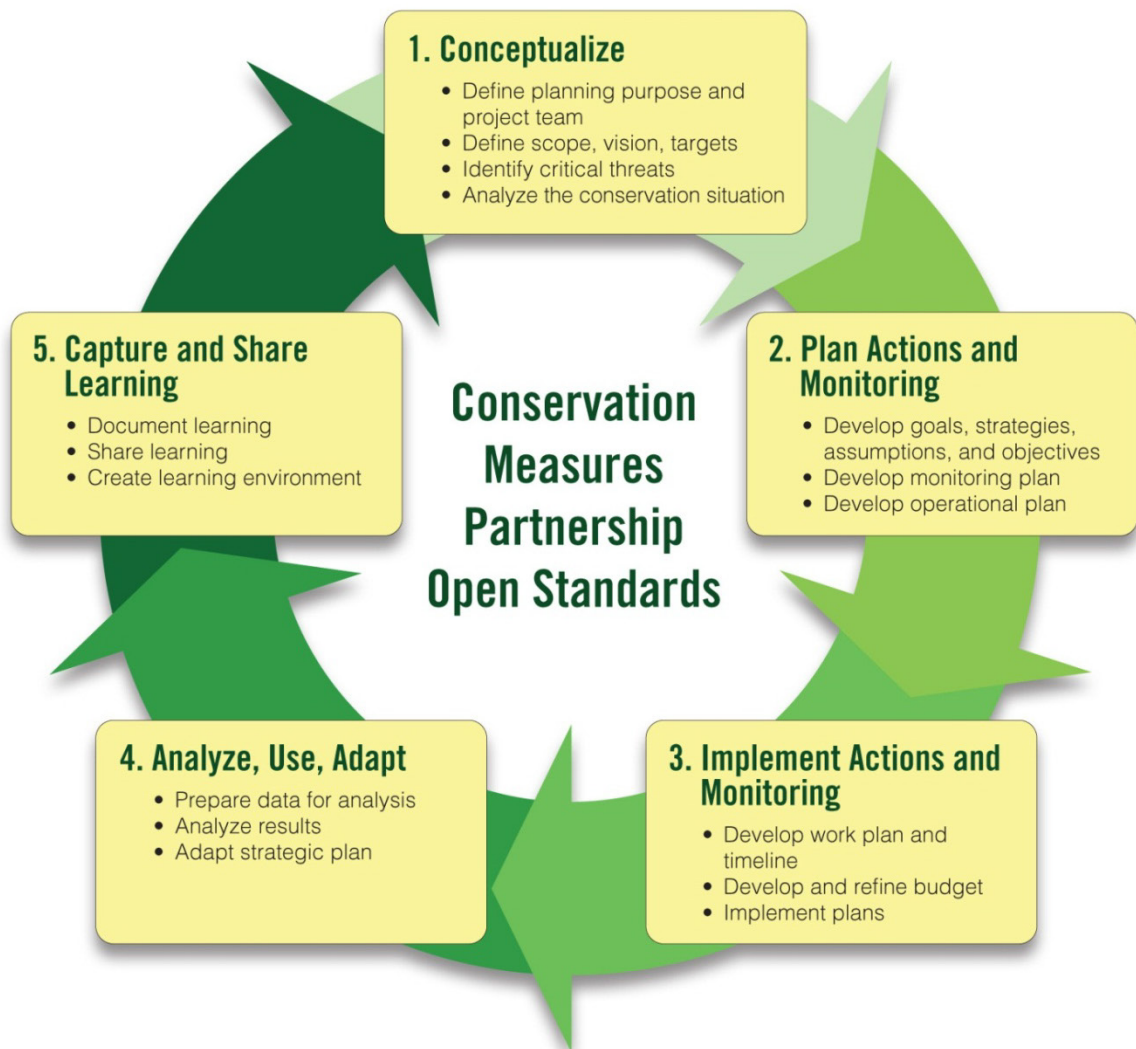 1. Conceptualize
• Define planning purpose and
project team
• Define scope, vision, targets
• Identify critical threats
• Analyze the conservation situation
2. Plan Actions and
Monitoring
• Develop goals, strategies,
assumptions, and objectives
• Develop monitoring plan
• Develop operational plan
3. Implement Actions and
Monitoring
• Develop work plan and
timeline
• Develop and refine budget
• Implement plans
4. Analyze, Use, Adapt
• Prepare data for analysis
• Analyze results
• Adapt strategic plan
5. Capture and Share
Learning
• Document learning
• Share learning
• Create learning environment
Conservation
Measures
Partnership
Open Standards